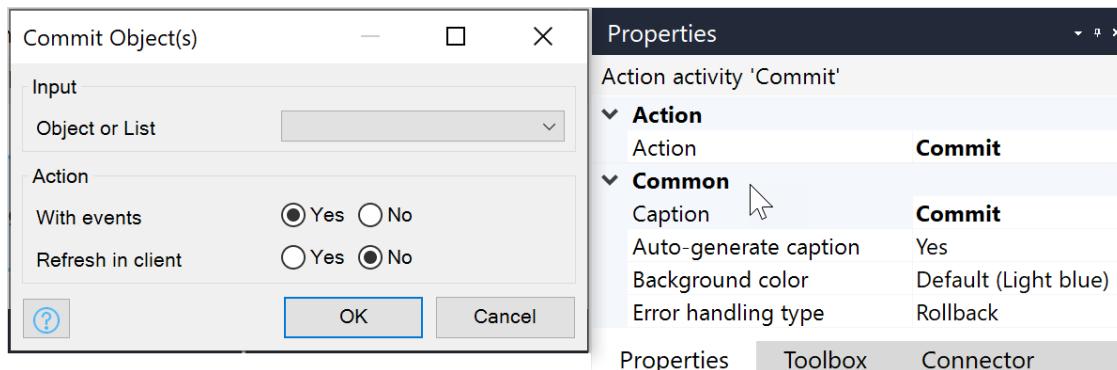 Commit Object(s)
Input
Object or List
Action
With events
Yes
No
Refresh in client
Yes
No
?
OK
Cancel
Properties
Action activity 'Commit'
Action
Action Commit
Common
Caption Commit
Auto-generate caption Yes
Background color Default (Light blue)
Error handling type Rollback
Properties Toolbox Connector